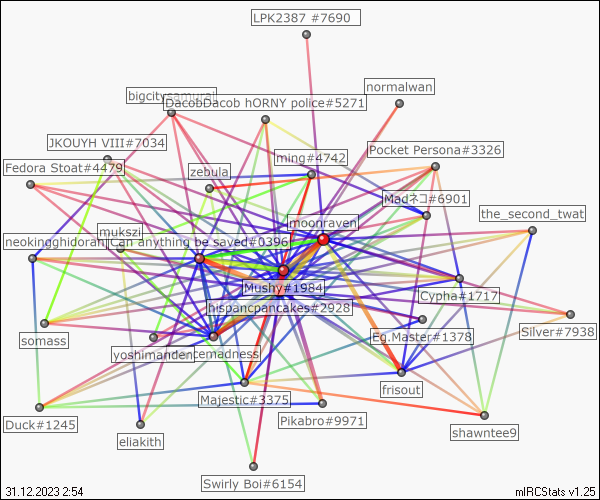 LPK2387 #7690
normalwan
DacobDacob hORNY police#5271
JKOUYH VIII#7034
ming#4742
Pocket Persona#3326
Fedora Stoat#4479
zebula
Madネコ#6901
the_second_twat
moonraven
mukszi
neokingghidorah
Can anything be saved#0396
Mushy#1984
Cypha#1717
hispancpancakes#2928
Silver#7938
somass
Eg.Master#1378
frisout
Majestic#3375
Duck#1245
Pikabro#9971
shawntee9
eliakith
Swirly Boi#6154
31.12.2023 2:54
mIRCStats v1.25